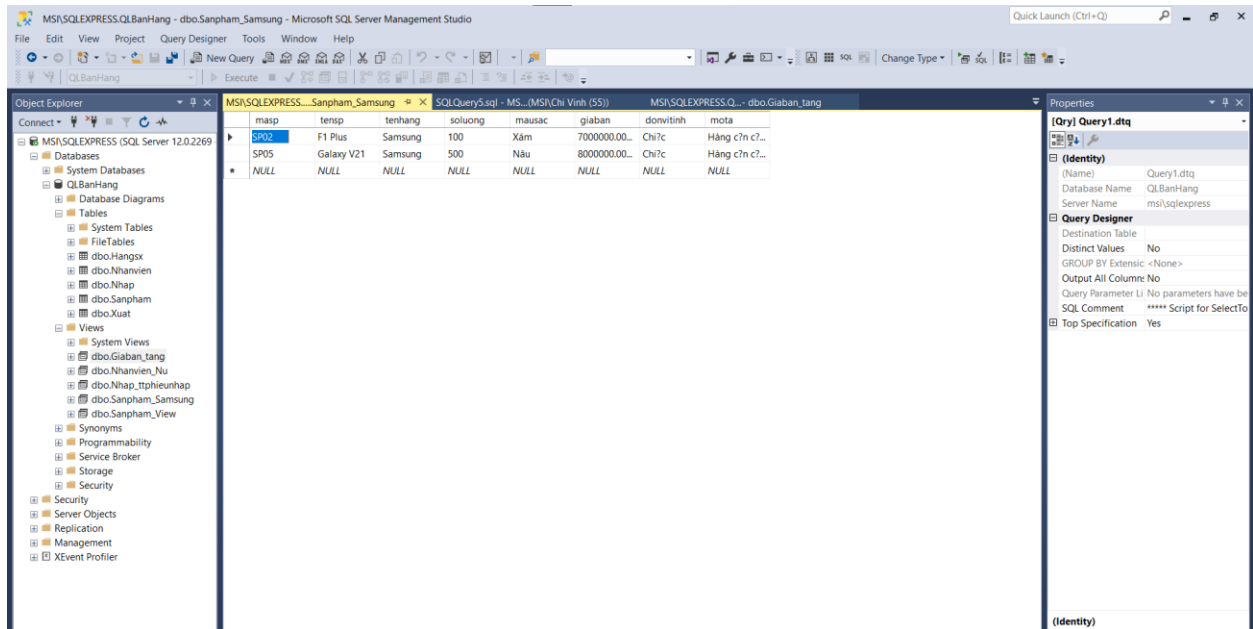 MSI\SQLEXPRESS.QLBanHang - dbo.Sanpham_Samsung - Microsoft SQL Server Management Studio
Quick Launch (Ctrl+Q)
File Edit View Project Query Designer Tools Window Help
New Query
SQL Change Type
QLBanHang Execute
Object Explorer
Connect
MSI\SQLEXPRESS (SQL Server 12.0.2269 -
Databases
System Databases
QLBanHang
Database Diagrams
Tables
System Tables
FileTables
dbo.Hangsx
dbo.Nhanvien
dbo.Nhap
dbo.Sanpham
dbo.Xuat
Views
System Views
dbo.Giaban_tang
dbo.Nhanvien_Nu
dbo.Nhap_ttphieunhap
dbo.Sanpham_Samsung
dbo.Sanpham_View
Synonyms
Programmability
Service Broker
Storage
Security
Security
Server Objects
Replication
Management
XEvent Profiler
MSI\SQLEXPRESS....Sanpham_Samsung SQLQuery5.sql - MS...(MSI\Chi Vinh (55)) MSI\SQLEXPRESS.Q...- dbo.Giaban_tang
masp tensp tenhang soluong mausac giaban donvitinh mota
SP02 F1 Plus Samsung 100 Xám 7000000.00... Chi?c Hàng c?n c?...
SP05 Galaxy V21 Samsung 500 Nâu 8000000.00... Chi?c Hàng c?n c?...
NULL NULL NULL NULL NULL NULL NULL NULL
Properties
[Qry] Query1.dtq
(Identity)
(Name) Query1.dtq
Database Name QLBanHang
Server Name msi\sqlexpress
Query Designer
Destination Table
Distinct Values No
GROUP BY Extensic <None>
Output All Columns No
Query Parameter Li No parameters have be
SQL Comment ***** Script for SelectTo
Top Specification Yes
(Identity)